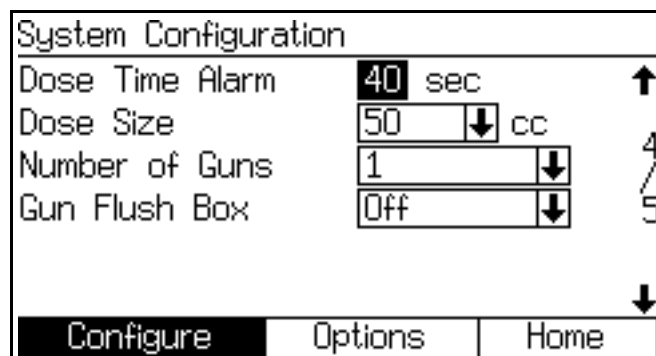 System Configuration
Dose Time Alarm 40 sec
Dose Size 50 cc
Number of Guns 1
Gun Flush Box Off
4/5
Configure Options Home